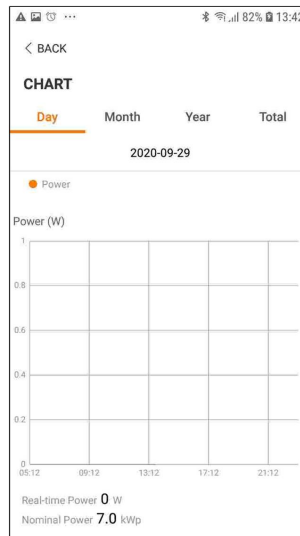 82% 13:42
< BACK
CHART
Day Month Year Total
2020-09-29
Power
Power (W)
1
0.8
0.6
0.4
0.2
0
05:12 09:12 13:12 17:12 21:12
Real-time Power 0 W
Nominal Power 7.0 kWp